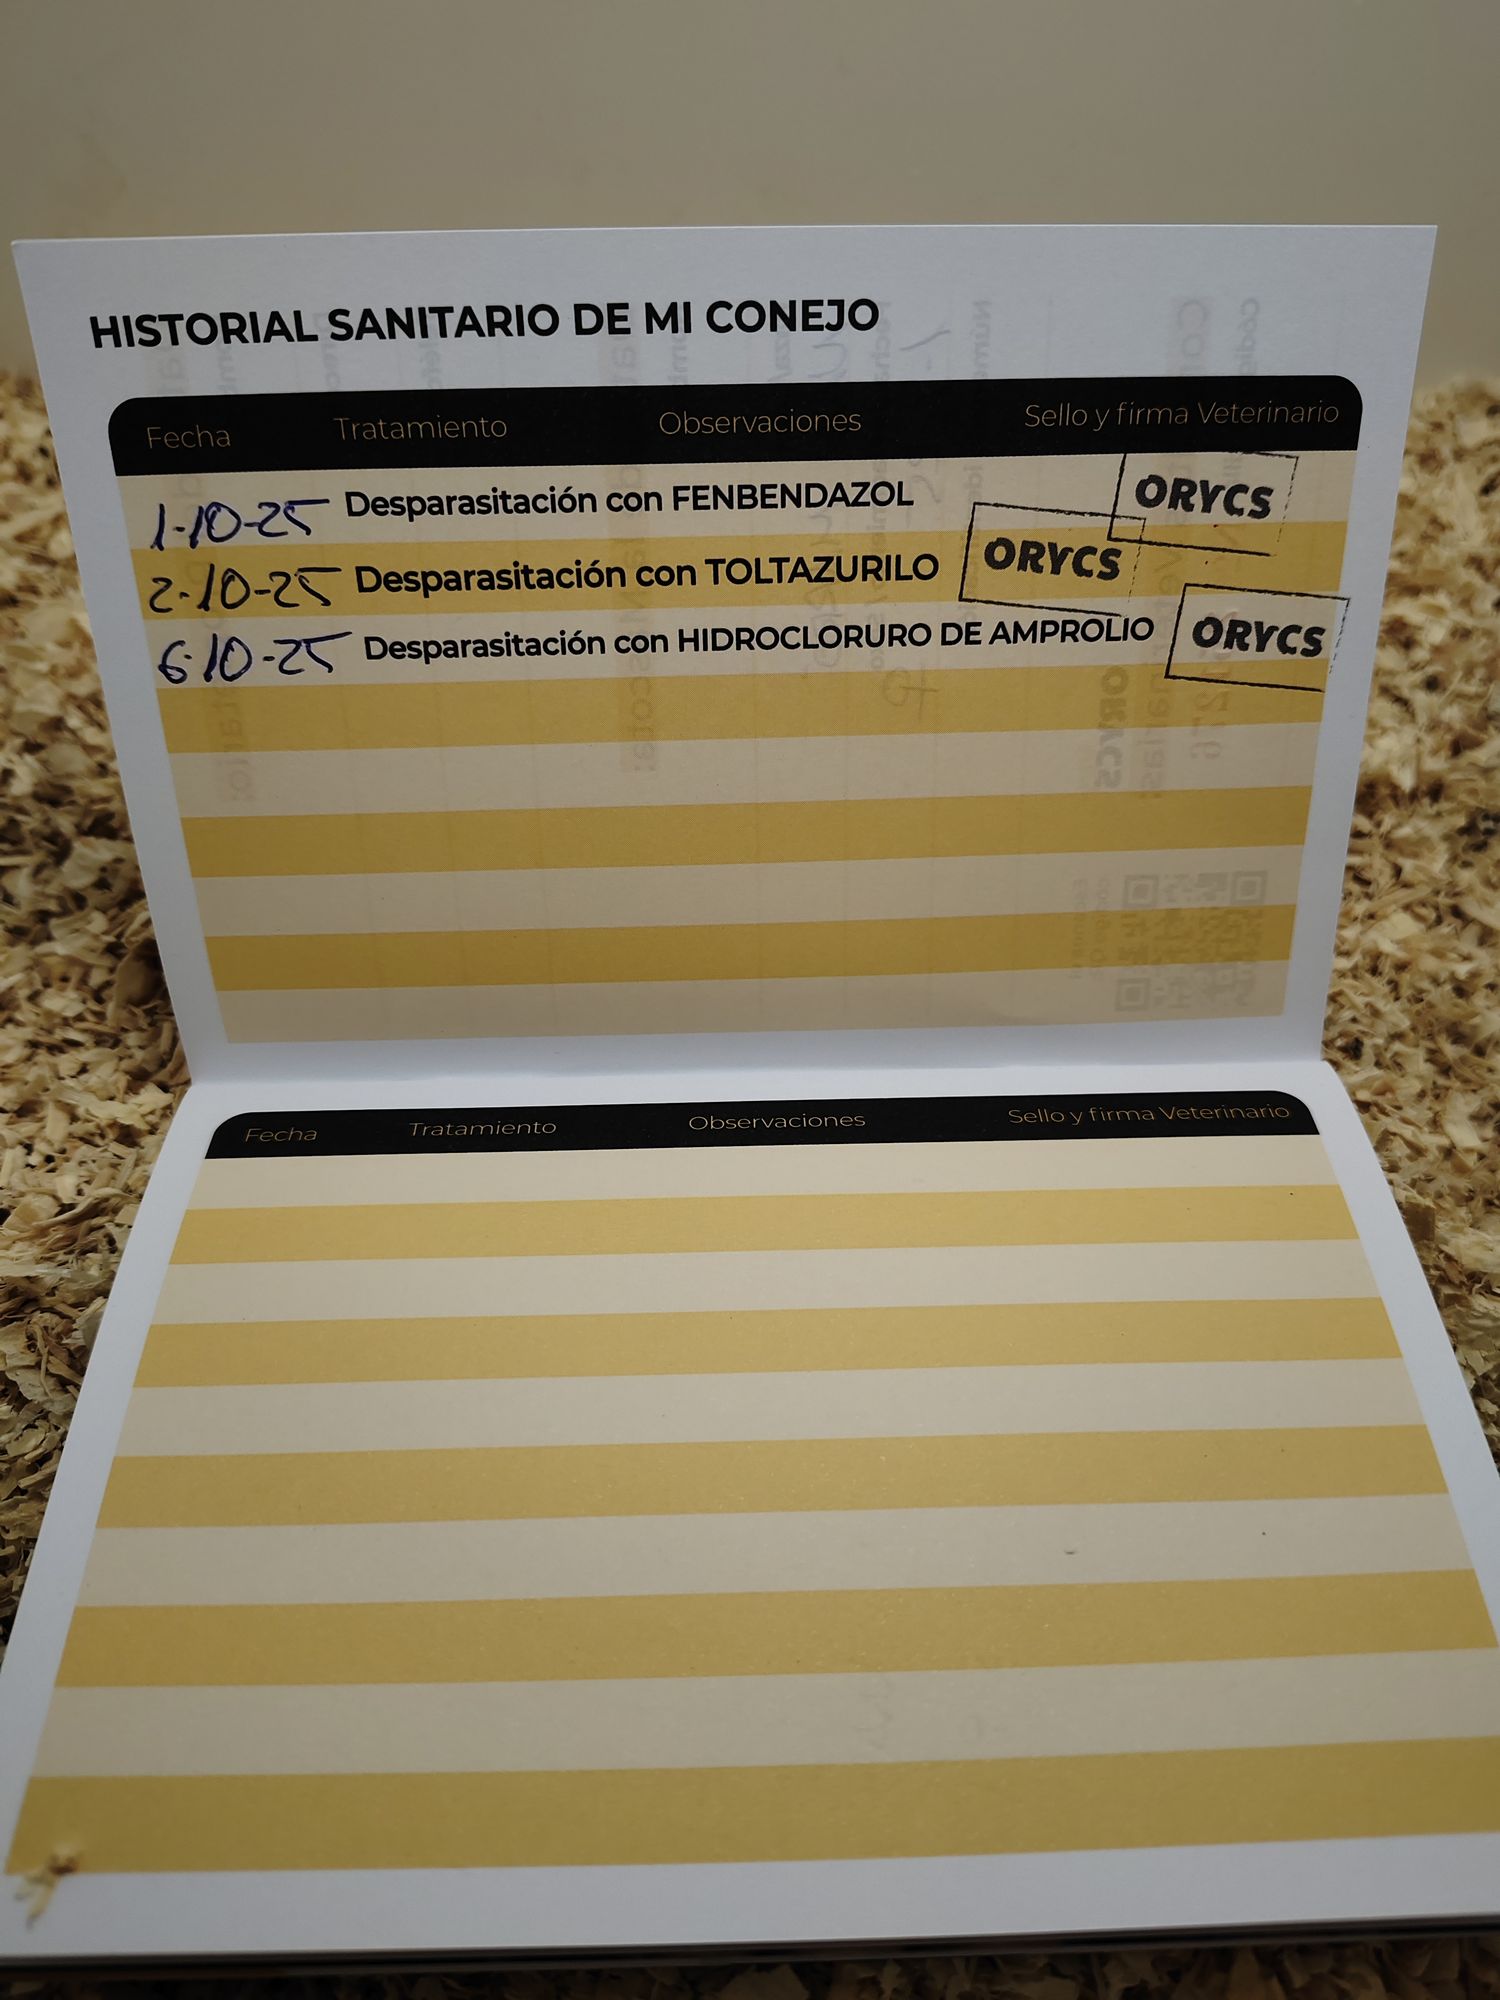 HISTORIAL SANITARIO DE MI CONEJO
Fecha Tratamiento Observaciones Sello y firma Veterinario
1-10-25 Desparasitación con FENBENDAZOL ORYCS
2-10-25 Desparasitación con TOLTAZURILO ORYCS
6-10-25 Desparasitación con HIDROCLORURO DE AMPROLIO ORYCS
Fecha Tratamiento Observaciones Sello y firma Veterinario